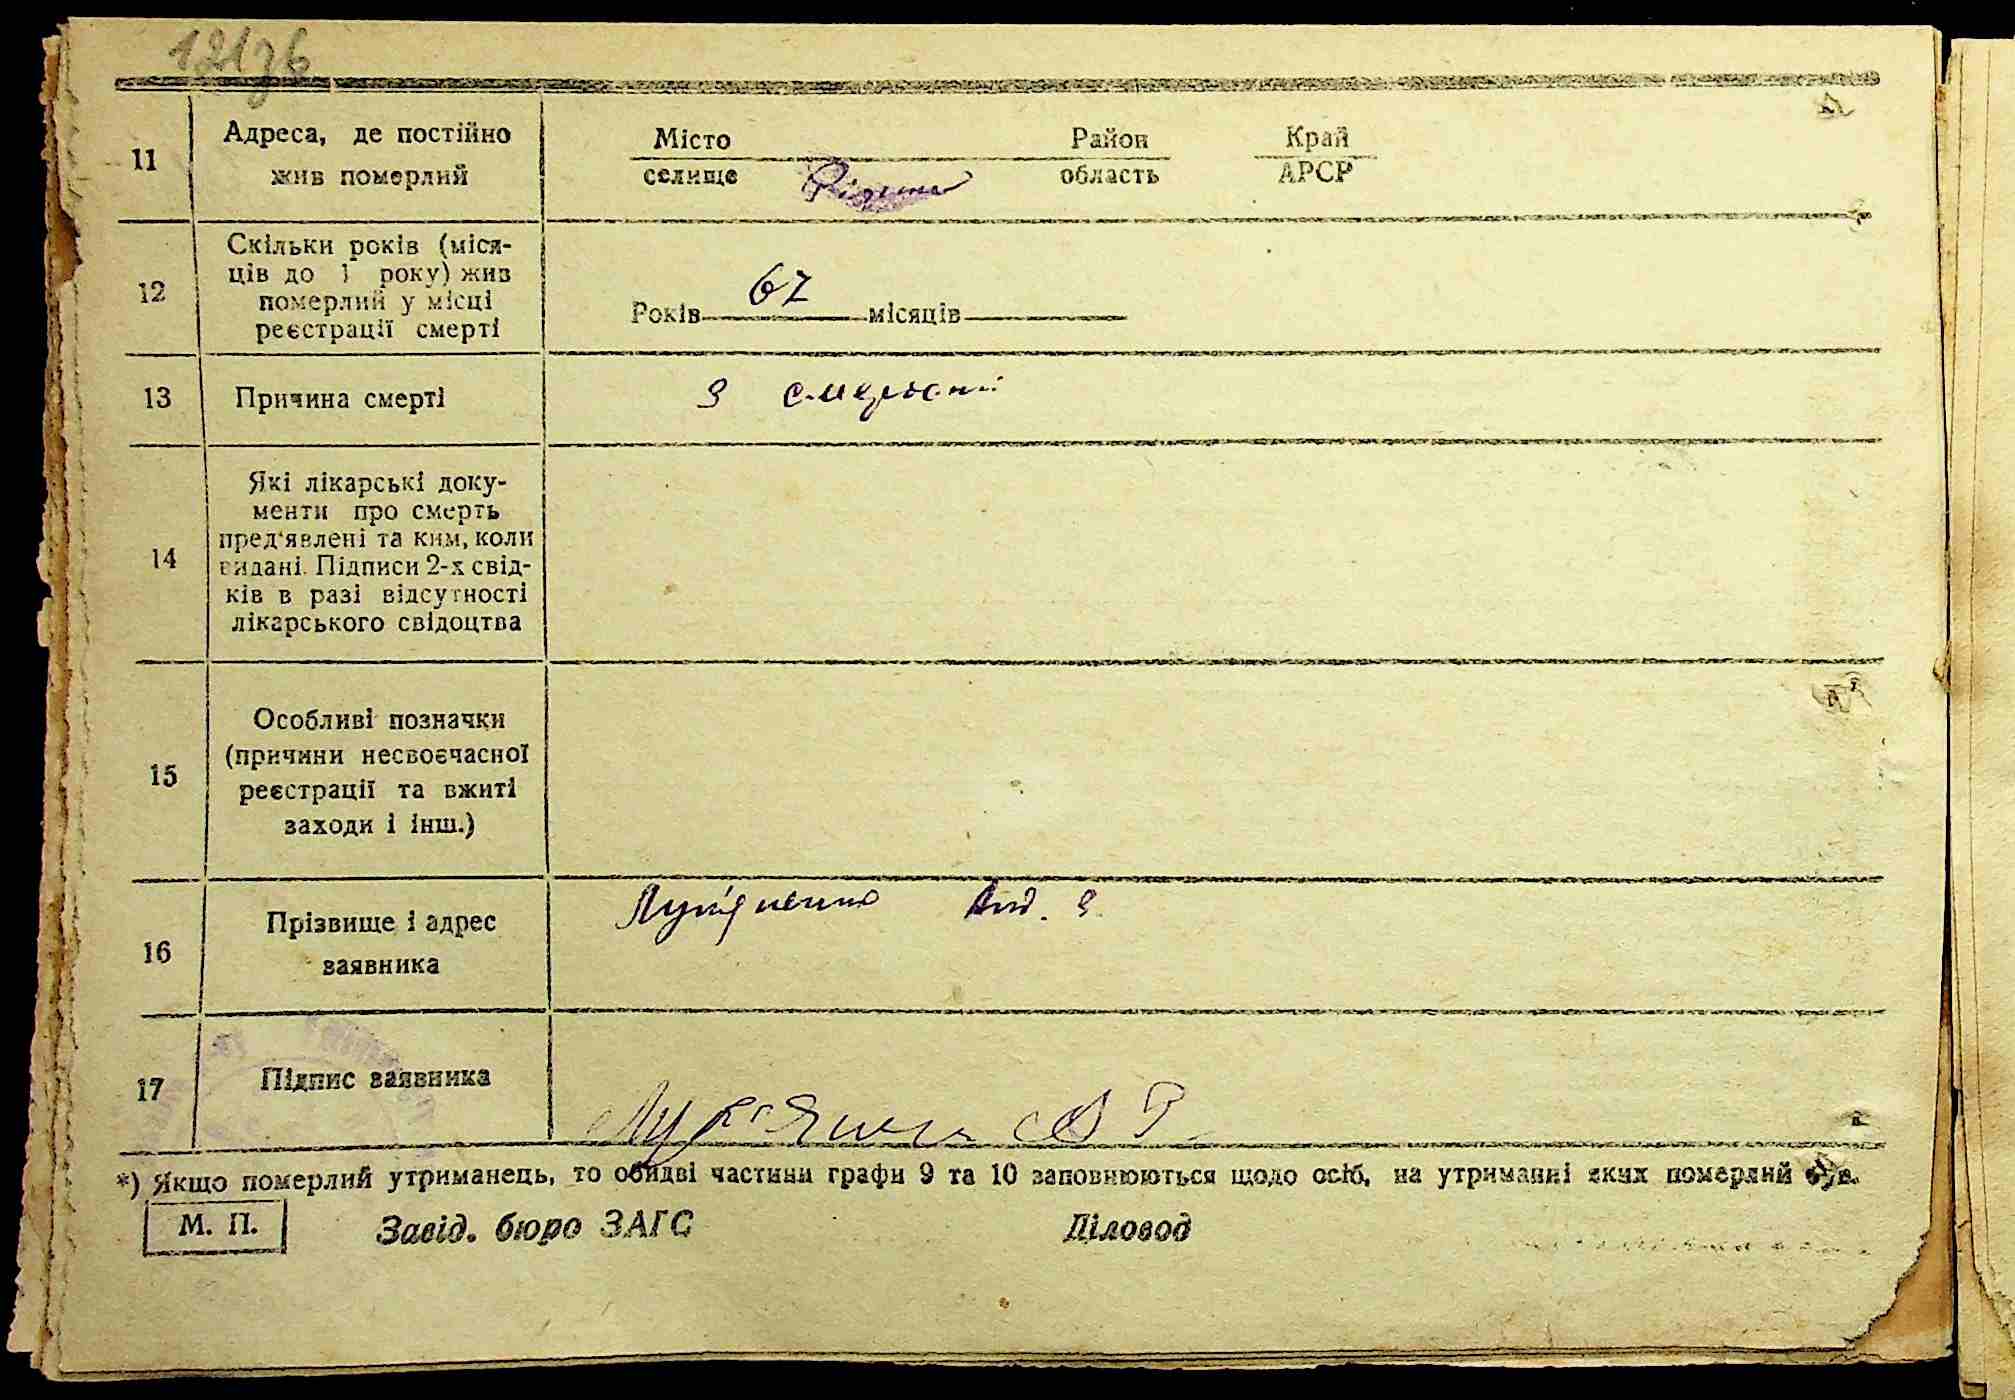 12176
11 Адреса, де постійно жив померлий
Місто селище Район область Край АРСР
12 Скільки років (міся-
ців до 1 року) жив
померлий у місці
реєстрації смерті
Років 67 місяців
13 Причина смерті
З
14 Які лікарські доку-
менти про смерть
пред'явлені та ким, коли
видані. Підписи 2-х свід-
ків в разі відсутності
лікарського свідоцтва
15 Особливі позначки
(причини несвоєчасної
реєстрації та вжиті
заходи і інш.)
16 Прізвище і адрес
заявника
17 Підпис заявника
*) Якщо померлий утриманець, то обидві частини графи 9 та 10 заповнюються щодо осіб, на утриманні яких померлий був.
М. П. Завід. бюро ЗАГС Діловод